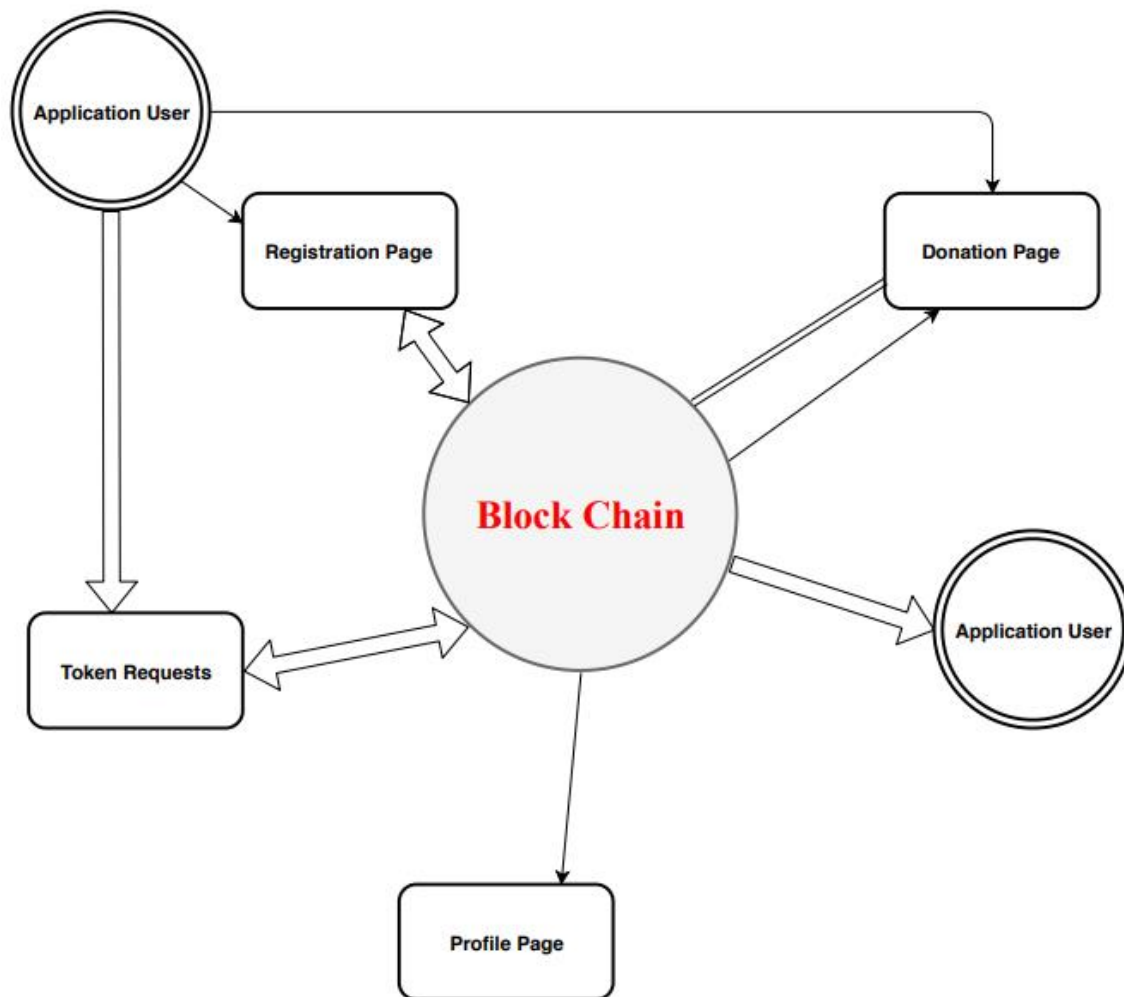 Application User
Registration Page
Donation Page
Block Chain
Application User
Token Requests
Profile Page